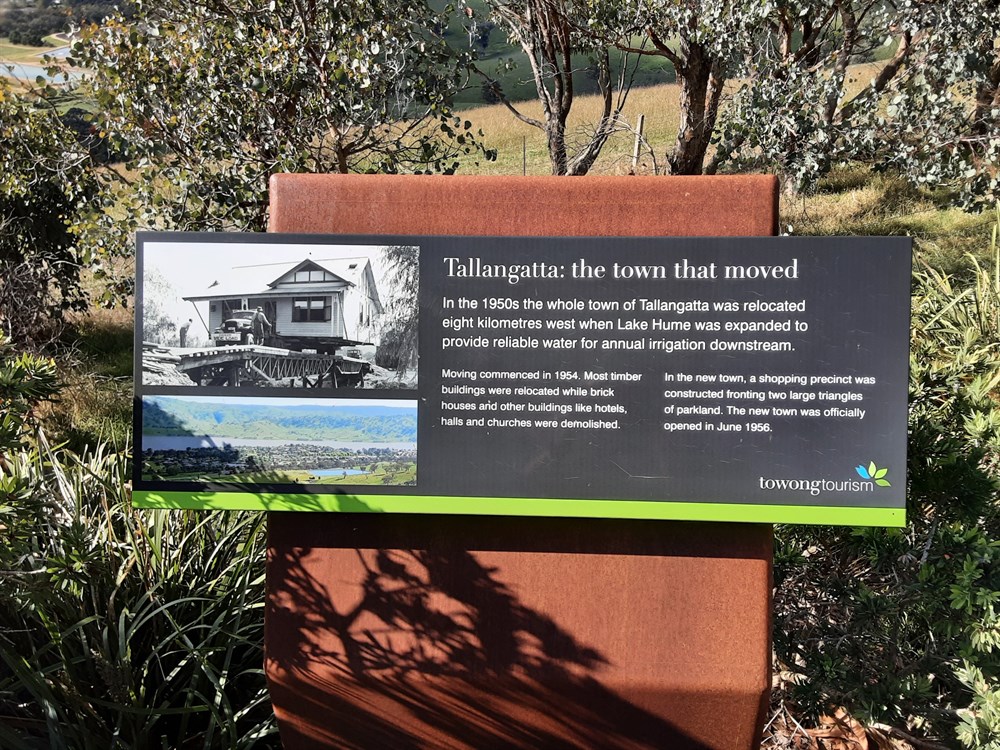 Tallangatta: the town that moved
In the 1950s the whole town of Tallangatta was relocated
eight kilometres west when Lake Hume was expanded to
provide reliable water for annual irrigation downstream.
Moving commenced in 1954. Most timber
buildings were relocated while brick
houses and other buildings like hotels,
halls and churches were demolished.
In the new town, a shopping precinct was
constructed fronting two large triangles
of parkland. The new town was officially
opened in June 1956.
towongtourism